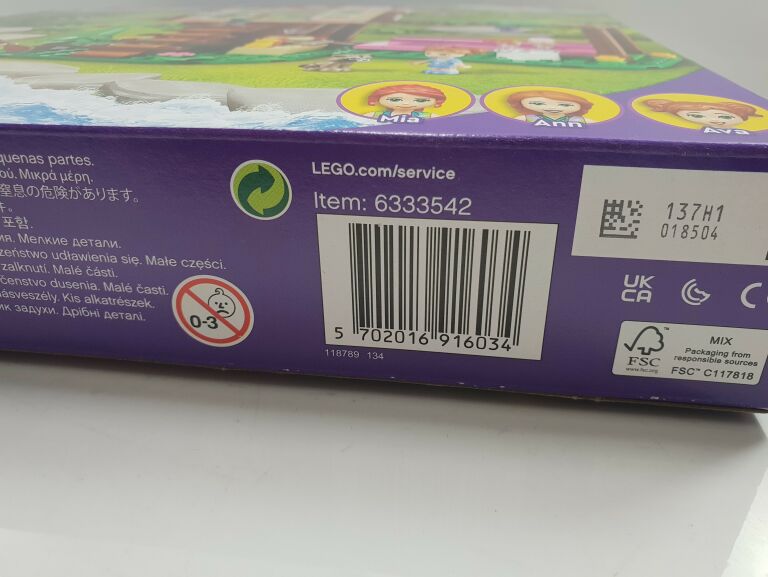 Mia
Ann
Ava
quenas partes.
ού. Μικρά μέρη.
窒息の危険があります。
포함.
ия. Мелкие детали.
zeństwo udławienia się. Małe części.
zalknutí. Malé části.
čenstvo dusenia. Malé časti.
ásveszély. Kis alkatrészek.
ик задухи. Дрібні деталі.
0-3
LEGO.com/service
Item: 6333542
5 702016 916034
118789 134
137H1
018504
UK
CA
FSC
www.fsc.org
MIX
Packaging from
responsible sources
FSC™ C117818